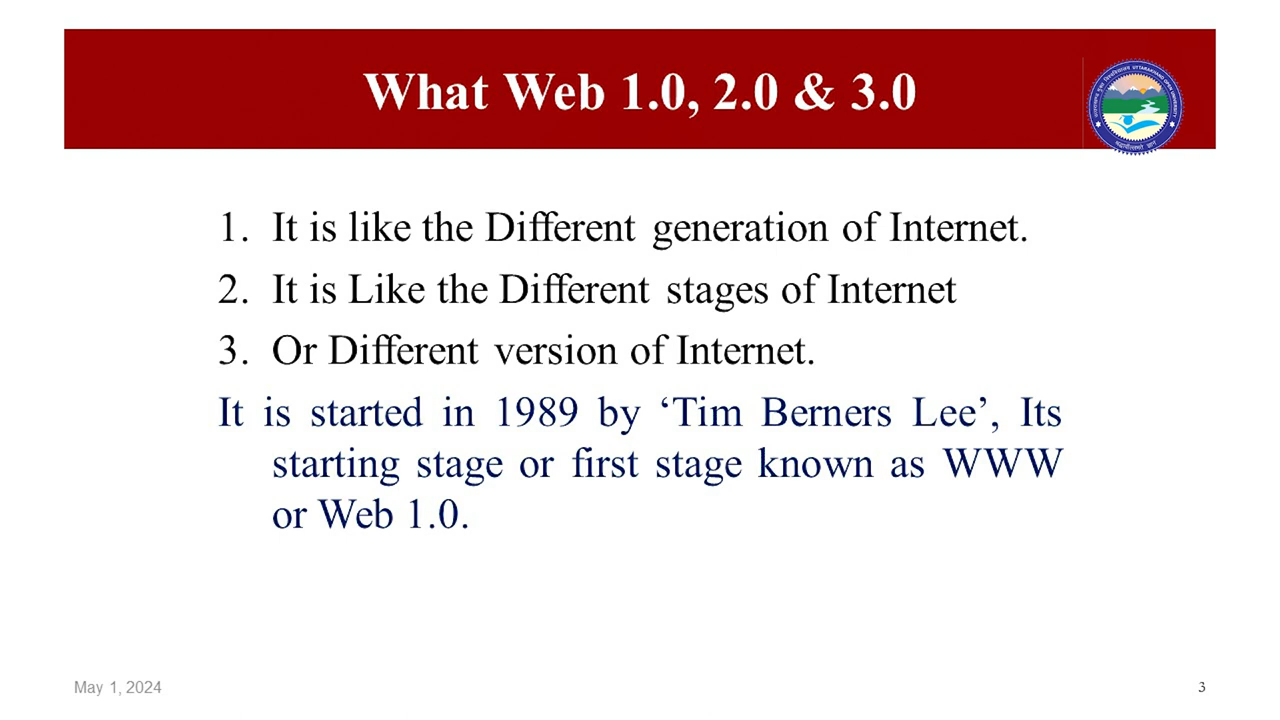 What Web 1.0, 2.0 & 3.0
UTTARAKHAND OPEN UNIVERSITY
1. It is like the Different generation of Internet.
2. It is Like the Different stages of Internet
3. Or Different version of Internet.
It is started in 1989 by ‘Tim Berners Lee’, Its
starting stage or first stage known as WWW
or Web 1.0.
May 1, 2024
3